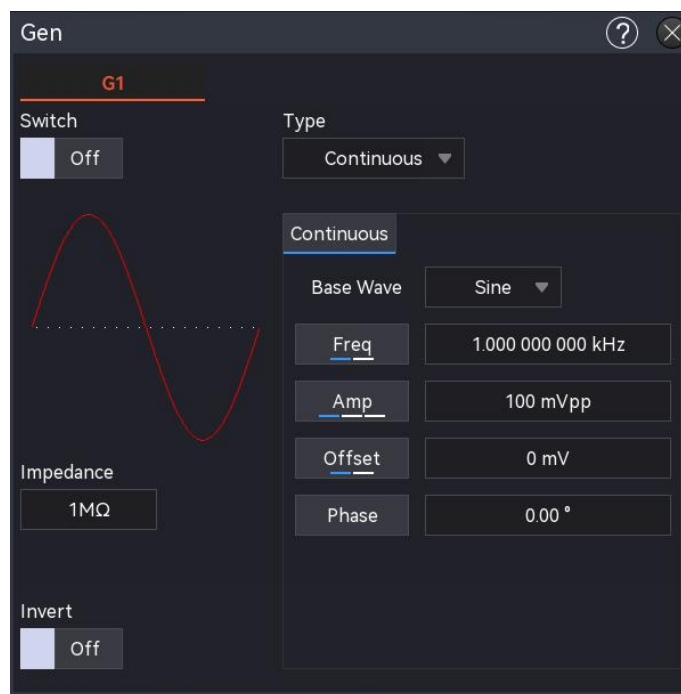 Gen
?
G1
Switch
Off
Type
Continuous
Continuous
Base Wave
Sine
Freq
1.000 000 000 kHz
Amp
100 mVpp
Offset
0 mV
Phase
0.00 °
Impedance
1MΩ
Invert
Off